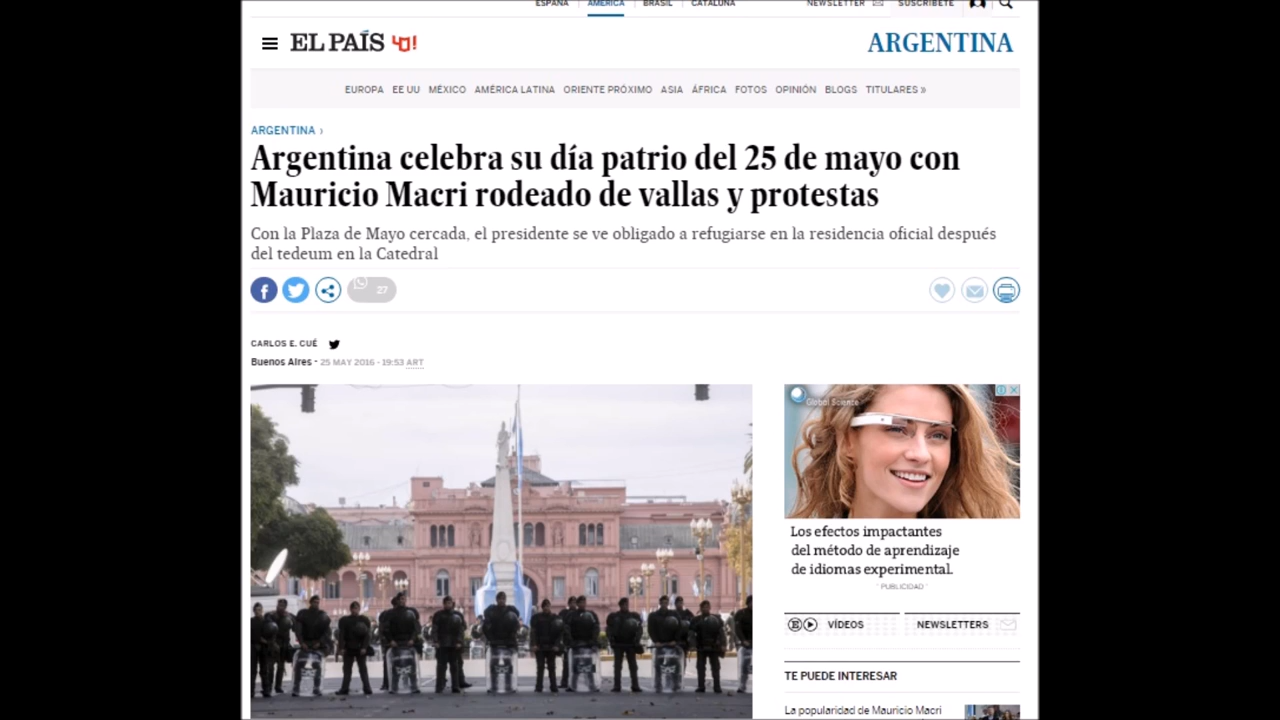 ESPAÑA AMÉRICA BRASIL CATALUÑA NEWSLETTER SUSCRÍBETE
EL PAÍS 40! ARGENTINA
EUROPA EE UU MÉXICO AMÉRICA LATINA ORIENTE PRÓXIMO ASIA ÁFRICA FOTOS OPINIÓN BLOGS TITULARES »
ARGENTINA ›
Argentina celebra su día patrio del 25 de mayo con
Mauricio Macri rodeado de vallas y protestas
Con la Plaza de Mayo cercada, el presidente se ve obligado a refugiarse en la residencia oficial después
del tedeum en la Catedral
27
CARLOS E. CUÉ
Buenos Aires - 25 MAY 2016 - 19:53 ART
Global Science
Los efectos impactantes
del método de aprendizaje
de idiomas experimental.
PUBLICIDAD
VÍDEOS NEWSLETTERS
TE PUEDE INTERESAR
La popularidad de Mauricio Macri